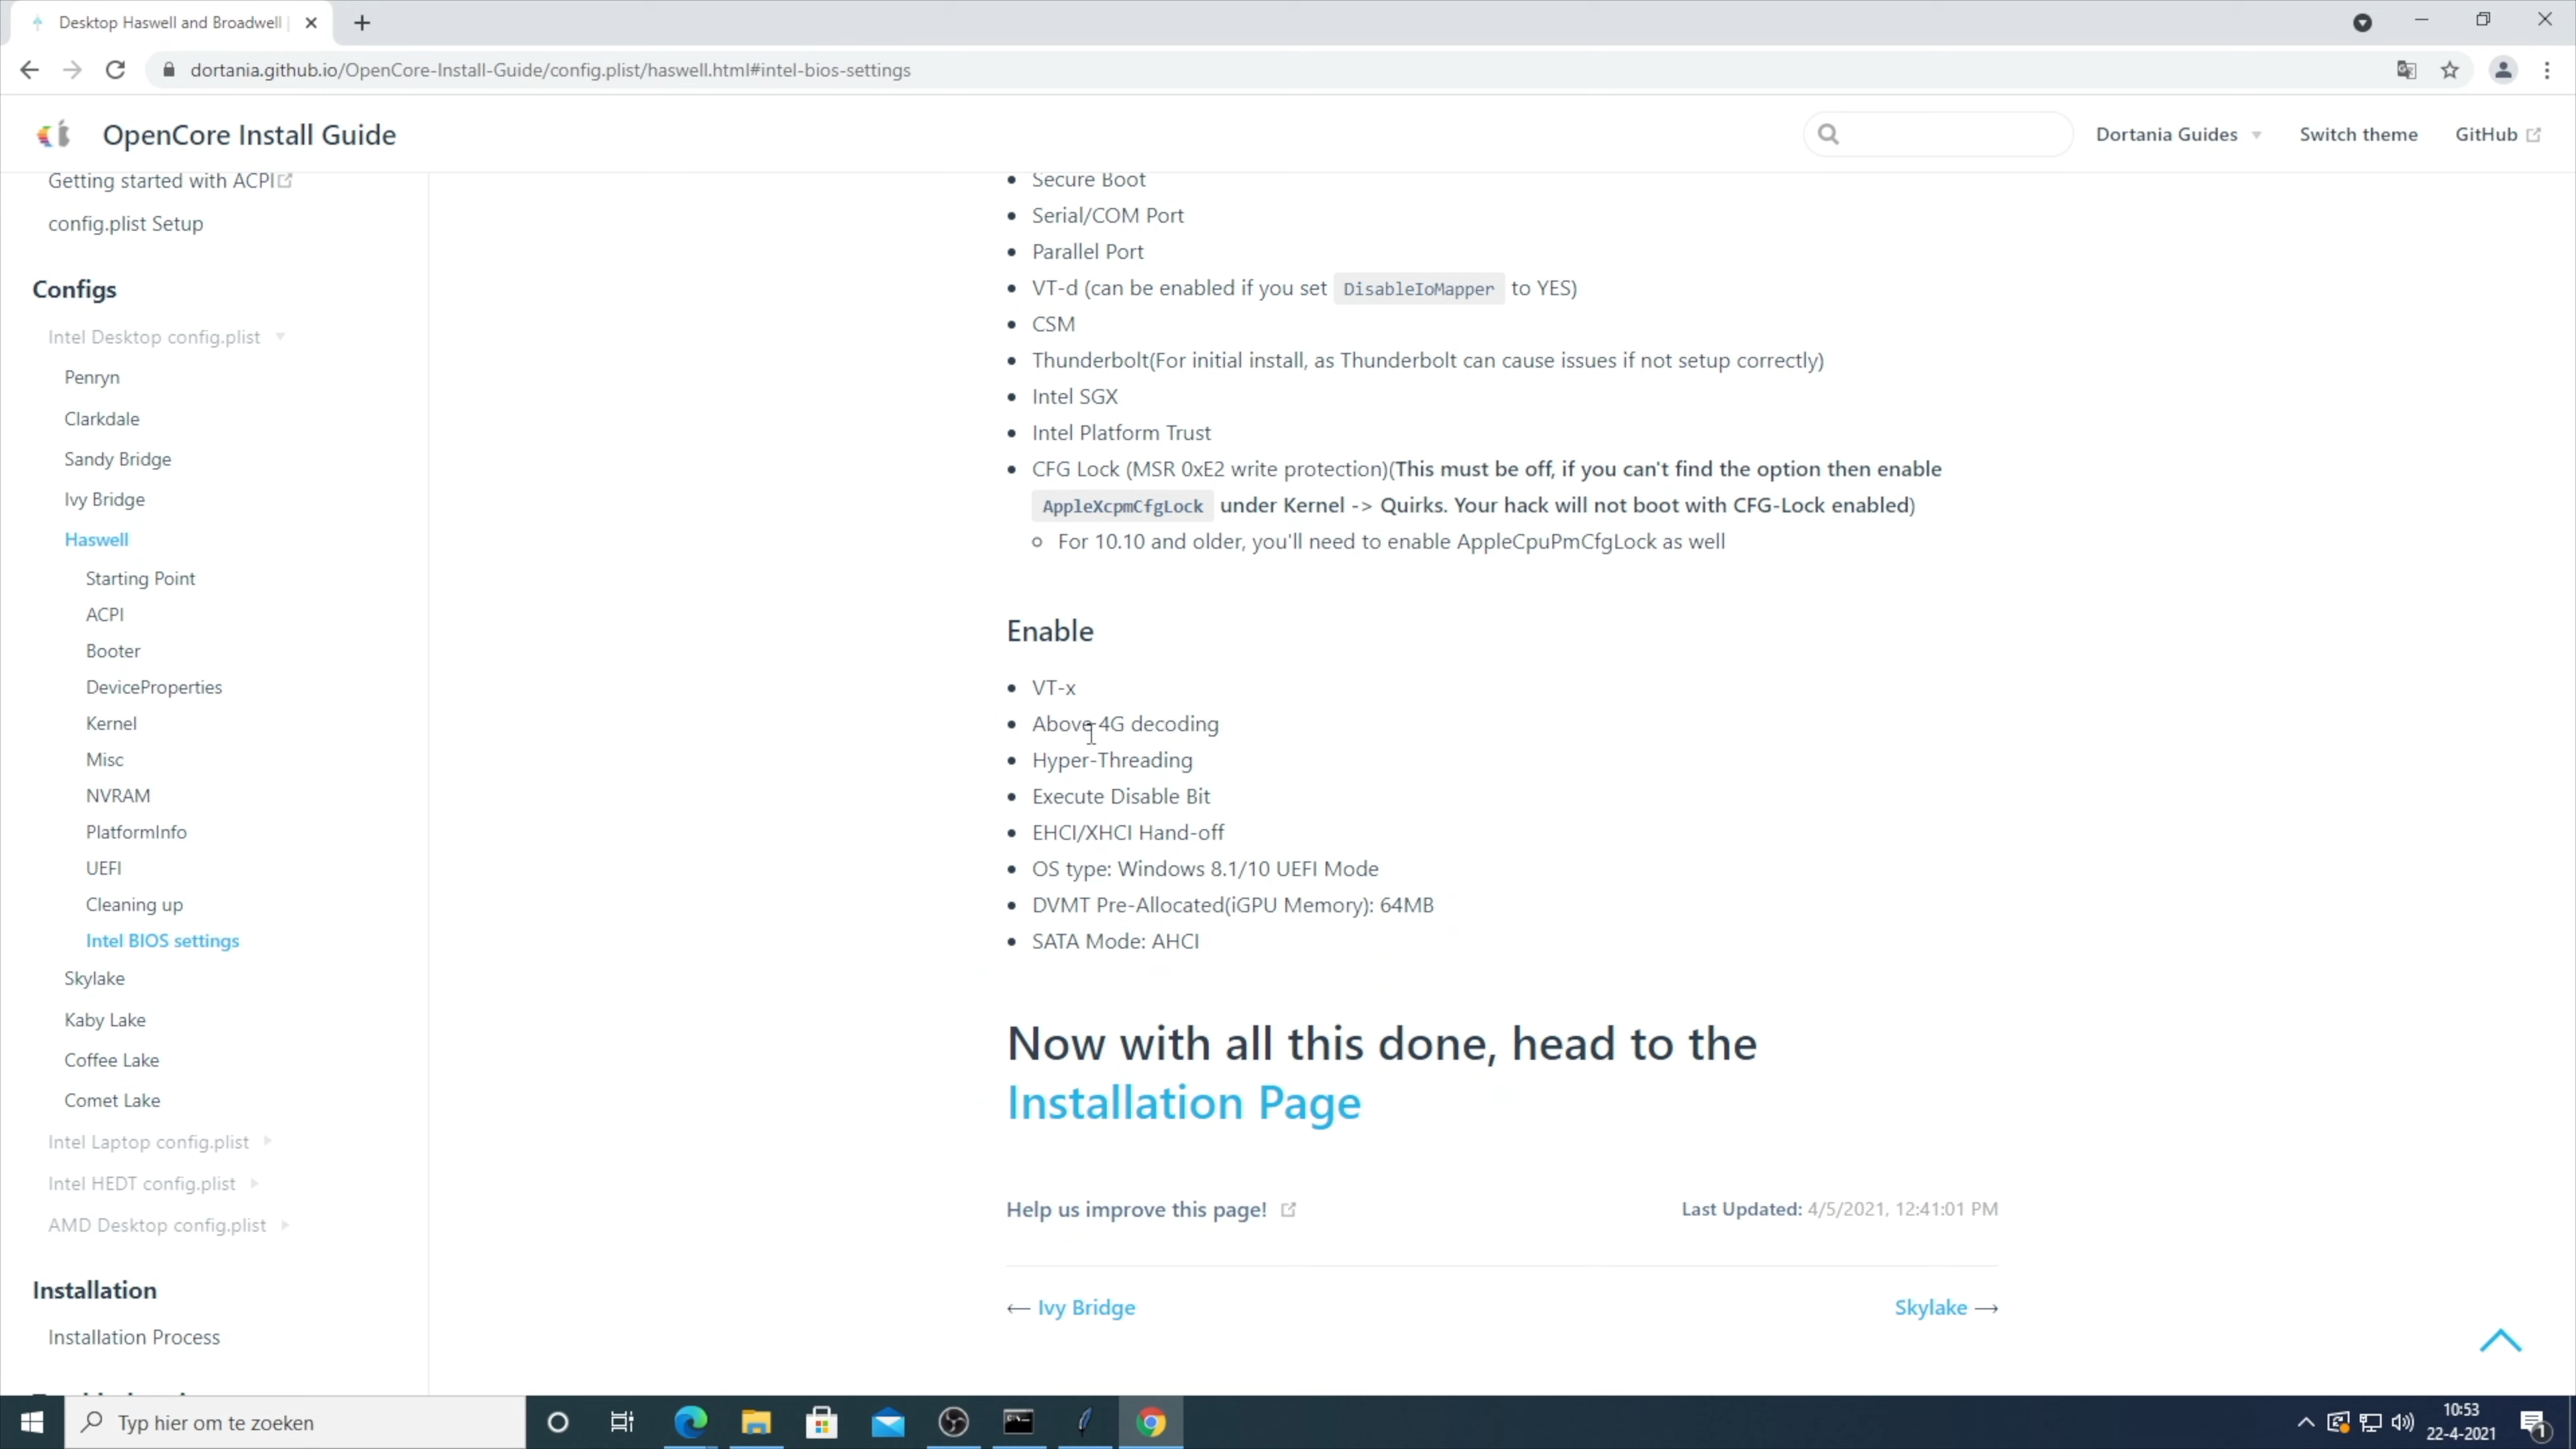 Desktop Haswell and Broadwell |
dortania.github.io/OpenCore-Install-Guide/config.plist/haswell.html#intel-bios-settings
OpenCore Install Guide
Dortania Guides
Switch theme
GitHub
Getting started with ACPI
config.plist Setup
Configs
Intel Desktop config.plist
Penryn
Clarkdale
Sandy Bridge
Ivy Bridge
Haswell
Starting Point
ACPI
Booter
DeviceProperties
Kernel
Misc
NVRAM
PlatformInfo
UEFI
Cleaning up
Intel BIOS settings
Skylake
Kaby Lake
Coffee Lake
Comet Lake
Intel Laptop config.plist
Intel HEDT config.plist
AMD Desktop config.plist
Installation
Installation Process
Secure Boot
Serial/COM Port
Parallel Port
VT-d (can be enabled if you set DisableIoMapper to YES)
CSM
Thunderbolt(For initial install, as Thunderbolt can cause issues if not setup correctly)
Intel SGX
Intel Platform Trust
CFG Lock (MSR 0xE2 write protection)(This must be off, if you can't find the option then enable
AppleXcpmCfgLock under Kernel -> Quirks. Your hack will not boot with CFG-Lock enabled)
For 10.10 and older, you'll need to enable AppleCpuPmCfgLock as well
Enable
VT-x
Above 4G decoding
Hyper-Threading
Execute Disable Bit
EHCI/XHCI Hand-off
OS type: Windows 8.1/10 UEFI Mode
DVMT Pre-Allocated(iGPU Memory): 64MB
SATA Mode: AHCI
Now with all this done, head to the
Installation Page
Help us improve this page!
Last Updated: 4/5/2021, 12:41:01 PM
← Ivy Bridge
Skylake →
Typ hier om te zoeken
10:53
22-4-2021
1